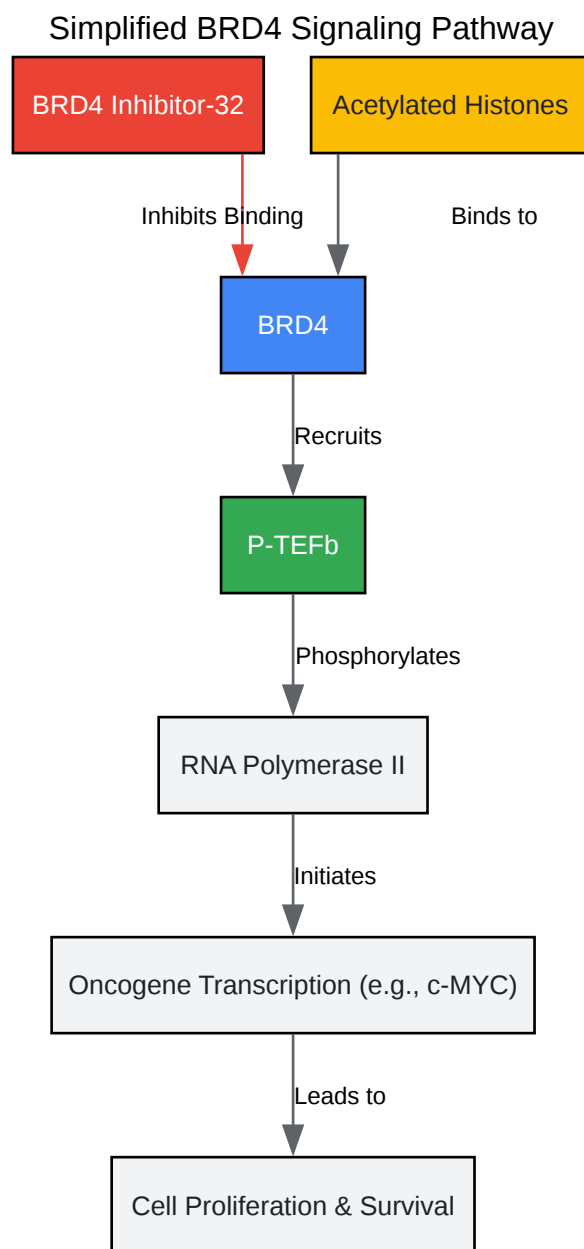 Simplified BRD4 Signaling Pathway
BRD4 Inhibitor-32
Acetylated Histones
Inhibits Binding
Binds to
BRD4
Recruits
P-TEFb
Phosphorylates
RNA Polymerase II
Initiates
Oncogene Transcription (e.g., c-MYC)
Leads to
Cell Proliferation & Survival